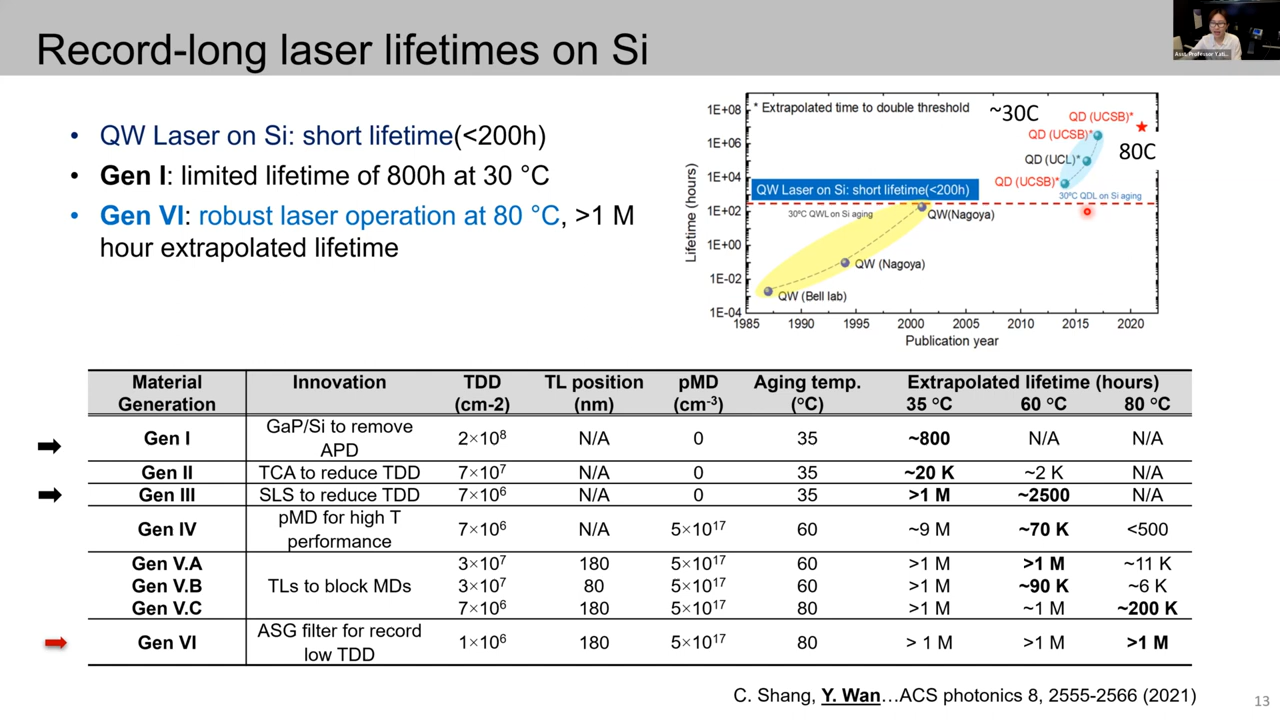 Record-long laser lifetimes on Si
Asst. Professor Yati...
• QW Laser on Si: short lifetime(<200h)
• Gen I: limited lifetime of 800h at 30 °C
• Gen VI: robust laser operation at 80 °C, >1 M
hour extrapolated lifetime
* Extrapolated time to double threshold
~30C
QD (UCSB)*
QD (UCSB)*
80C
QD (UCL)*
QD (UCSB)*
QW Laser on Si: short lifetime(<200h)
30ºC QDL on Si aging
30ºC QWL on Si aging
QW(Nagoya)
QW (Nagoya)
QW (Bell lab)
Lifetime (hours)
1E+08
1E+06
1E+04
1E+02
1E+00
1E-02
1E-04
1985 1990 1995 2000 2005 2010 2015 2020
Publication year
Material Generation Innovation TDD (cm-2) TL position (nm) pMD (cm-3) Aging temp. (°C) Extrapolated lifetime (hours) 35 °C 60 °C 80 °C
Gen I GaP/Si to remove APD 2×10⁸ N/A 0 35 ~800 N/A N/A
Gen II TCA to reduce TDD 7×10⁷ N/A 0 35 ~20 K ~2 K N/A
Gen III SLS to reduce TDD 7×10⁶ N/A 0 35 >1 M ~2500 N/A
Gen IV pMD for high T performance 7×10⁶ N/A 5×10¹⁷ 60 ~9 M ~70 K <500
Gen V.A 3×10⁷ 180 5×10¹⁷ 60 >1 M >1 M ~11 K
Gen V.B TLs to block MDs 3×10⁷ 80 5×10¹⁷ 60 >1 M ~90 K ~6 K
Gen V.C 7×10⁶ 180 5×10¹⁷ 80 >1 M ~1 M ~200 K
Gen VI ASG filter for record low TDD 1×10⁶ 180 5×10¹⁷ 80 > 1 M >1 M >1 M
C. Shang, Y. Wan…ACS photonics 8, 2555-2566 (2021)
13